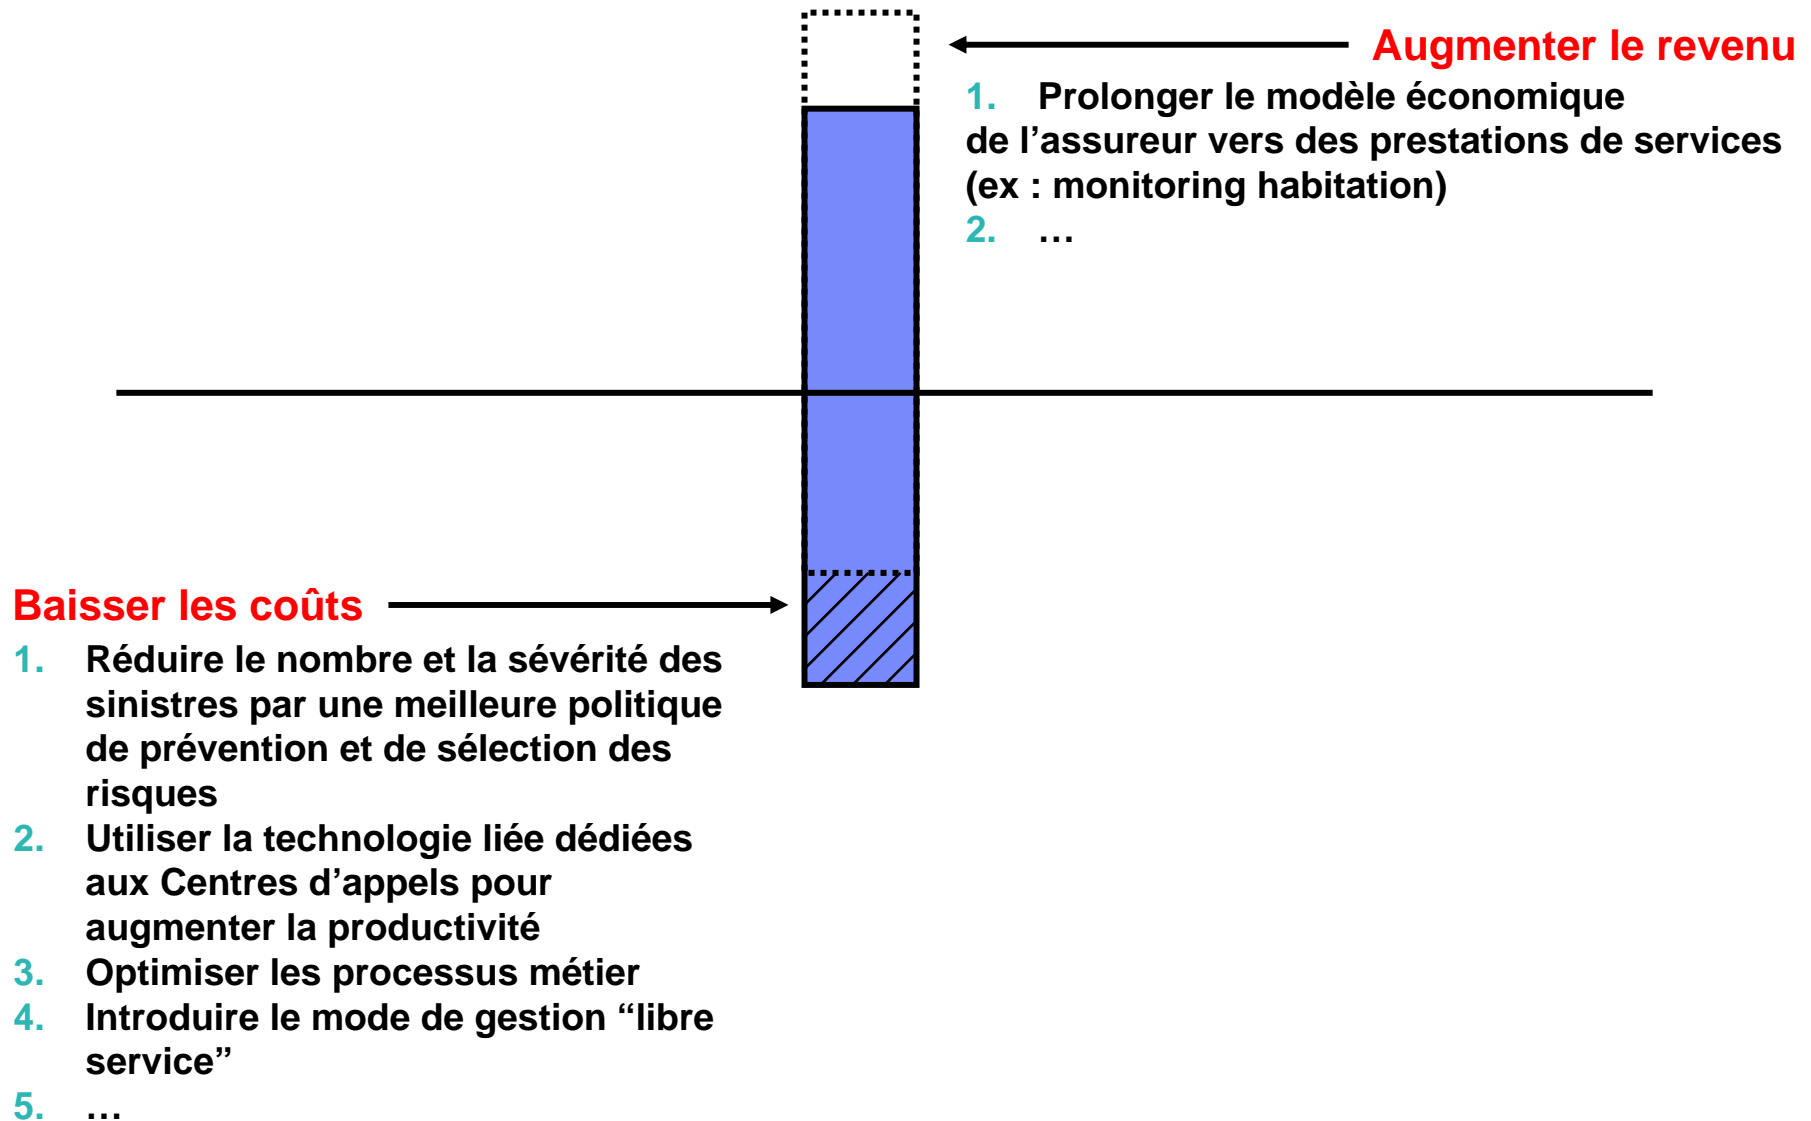 Augmenter le revenu
1. Prolonger le modèle économique
de l’assureur vers des prestations de services
(ex : monitoring habitation)
2. …
Baisser les coûts
1. Réduire le nombre et la sévérité des
sinistres par une meilleure politique
de prévention et de sélection des
risques
2. Utiliser la technologie liée dédiées
aux Centres d’appels pour
augmenter la productivité
3. Optimiser les processus métier
4. Introduire le mode de gestion “libre
service”
5. …